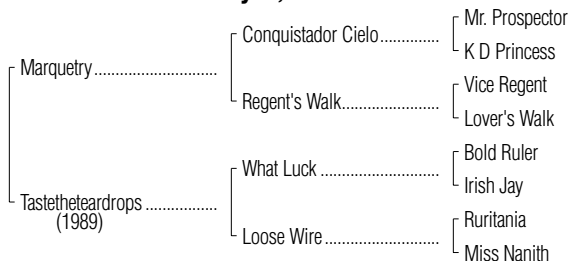 Mr. Prospector
Conquistador Cielo..............
K D Princess
Marquetry............................
Vice Regent
Regent's Walk......................
Lover's Walk
Bold Ruler
What Luck ...........................
Irish Jay
Tastetheteardrops .................
(1989)
Ruritania
Loose Wire..........................
Miss Nanith